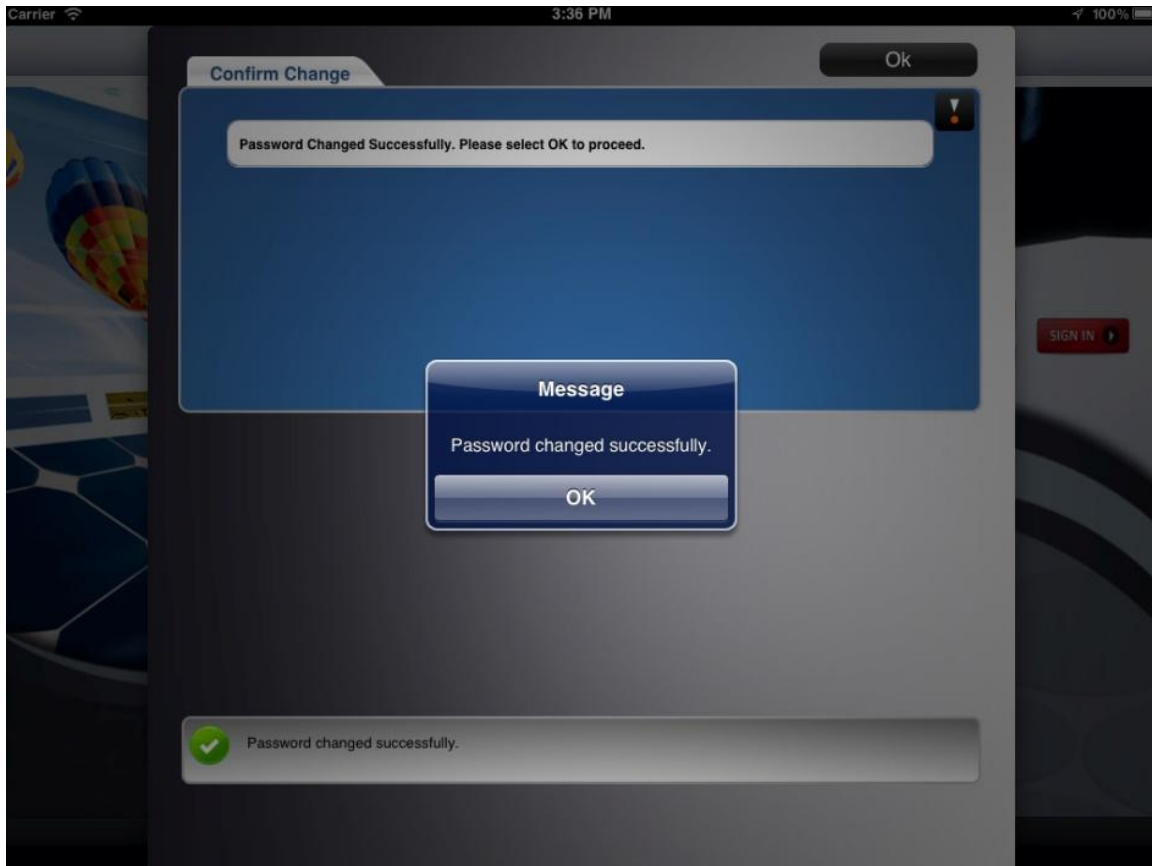 Carrier 3:36 PM 100%
Ok
Confirm Change
Password Changed Successfully. Please select OK to proceed.
SIGN IN
Message
Password changed successfully.
OK
Password changed successfully.